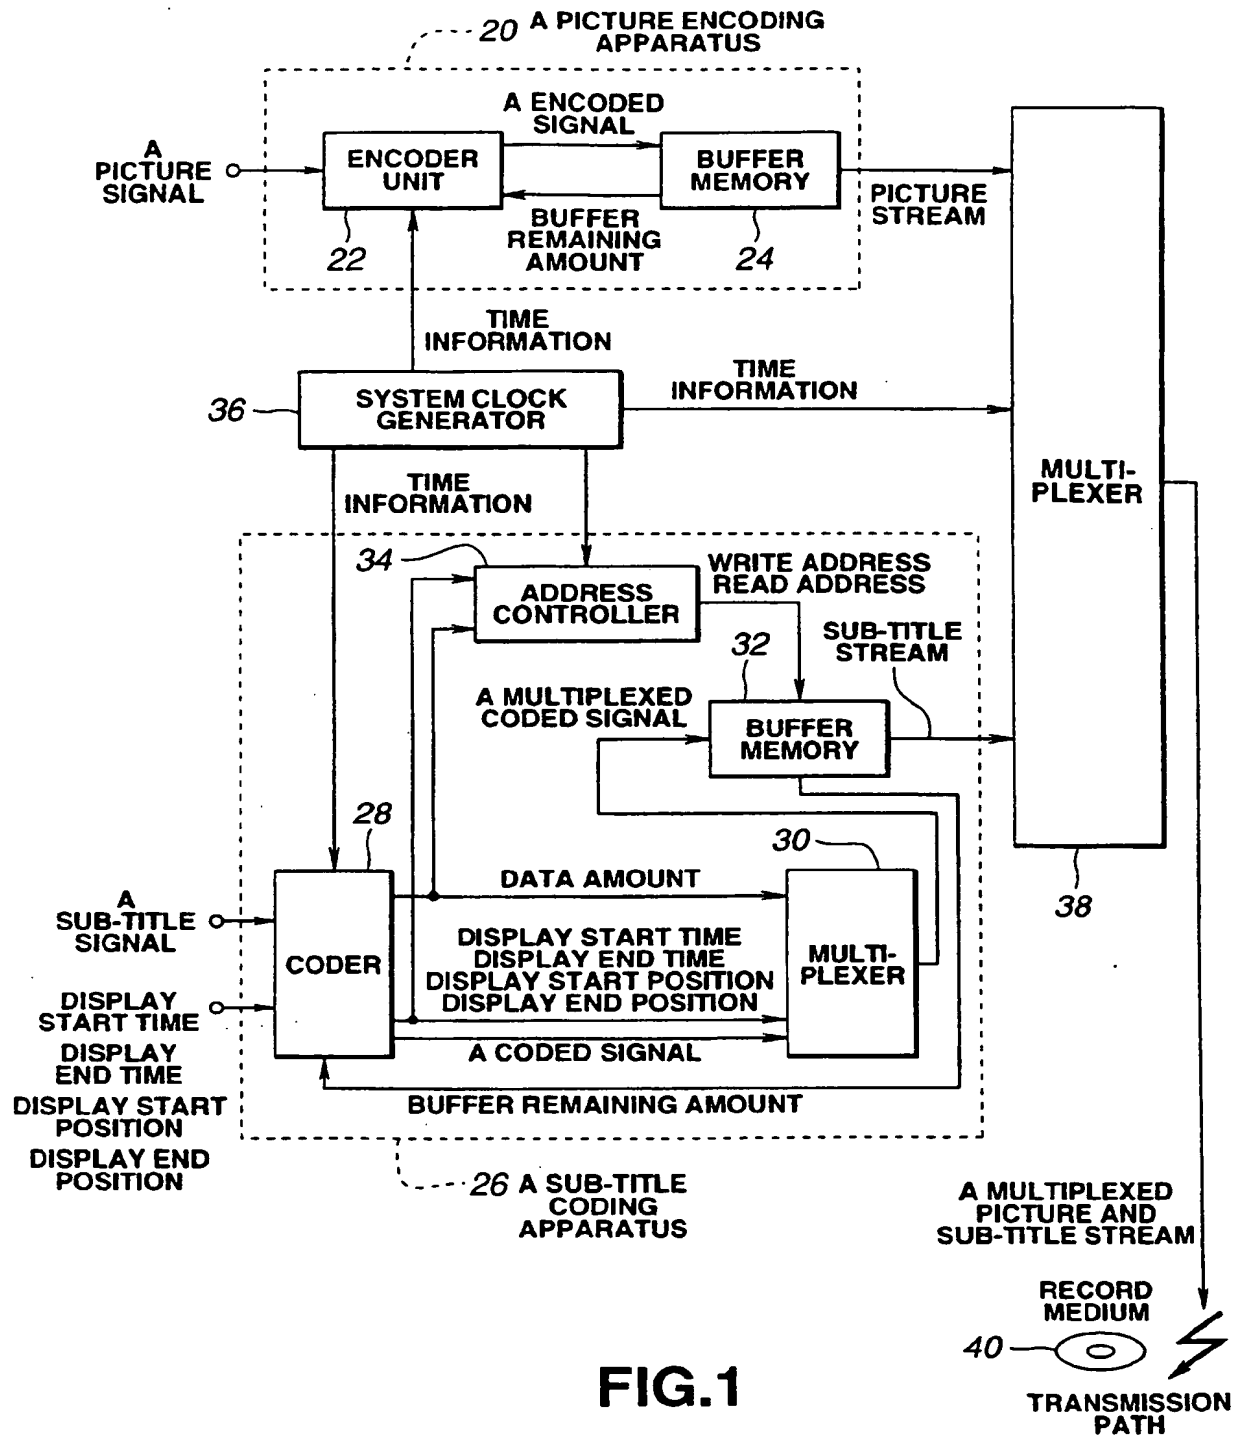 20 A PICTURE ENCODING
APPARATUS
A ENCODED
SIGNAL
A
PICTURE
SIGNAL
ENCODER
UNIT
BUFFER
MEMORY
PICTURE
STREAM
BUFFER
REMAINING
AMOUNT
22
24
TIME
INFORMATION
36
SYSTEM CLOCK
GENERATOR
TIME
INFORMATION
MULTI-
PLEXER
TIME
INFORMATION
34
ADDRESS
CONTROLLER
WRITE ADDRESS
READ ADDRESS
32
SUB-TITLE
STREAM
A MULTIPLEXED
CODED SIGNAL
BUFFER
MEMORY
28
30
38
DATA AMOUNT
A
SUB-TITLE
SIGNAL
CODER
DISPLAY START TIME
DISPLAY END TIME
DISPLAY START POSITION
DISPLAY END POSITION
MULTI-
PLEXER
DISPLAY
START TIME
DISPLAY
END TIME
DISPLAY START
POSITION
DISPLAY END
POSITION
A CODED SIGNAL
BUFFER REMAINING AMOUNT
26 A SUB-TITLE
CODING
APPARATUS
A MULTIPLEXED
PICTURE AND
SUB-TITLE STREAM
RECORD
MEDIUM
40
TRANSMISSION
PATH
FIG.1